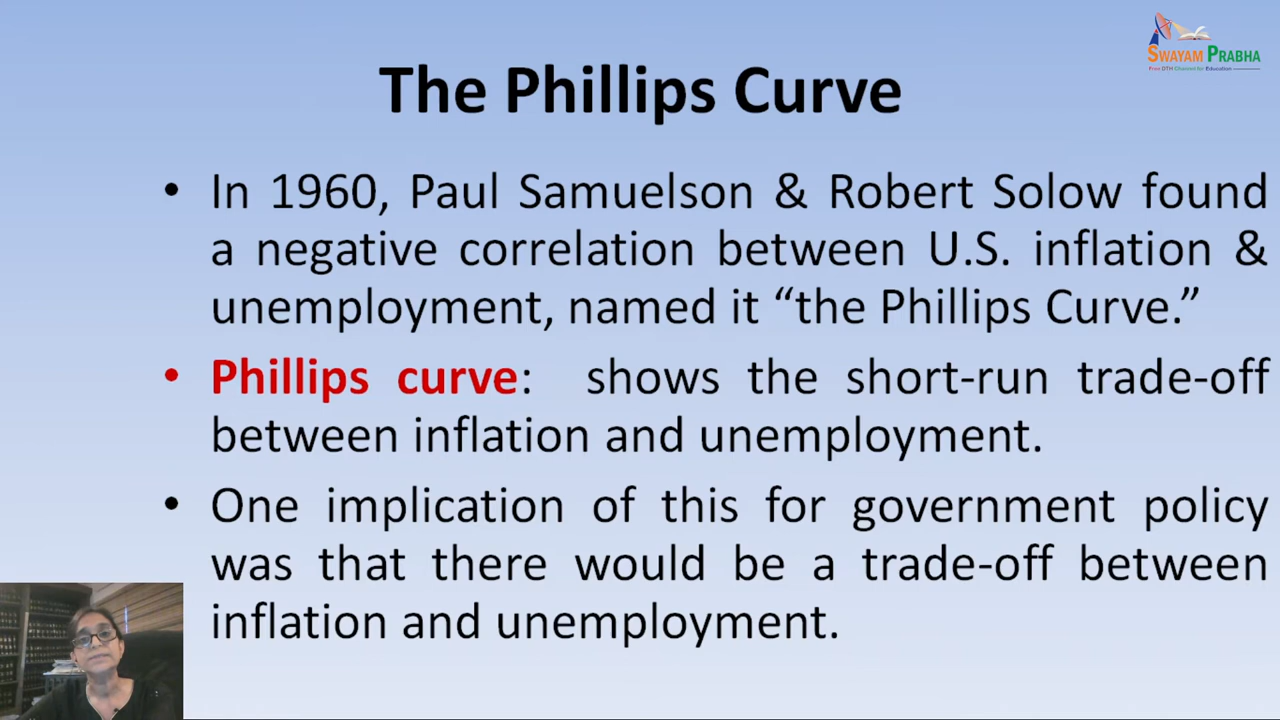 SWAYAM PRABHA
Free DTH Channel for Education
The Phillips Curve
• In 1960, Paul Samuelson & Robert Solow found
a negative correlation between U.S. inflation &
unemployment, named it “the Phillips Curve.”
• Phillips curve: shows the short-run trade-off
between inflation and unemployment.
• One implication of this for government policy
was that there would be a trade-off between
inflation and unemployment.